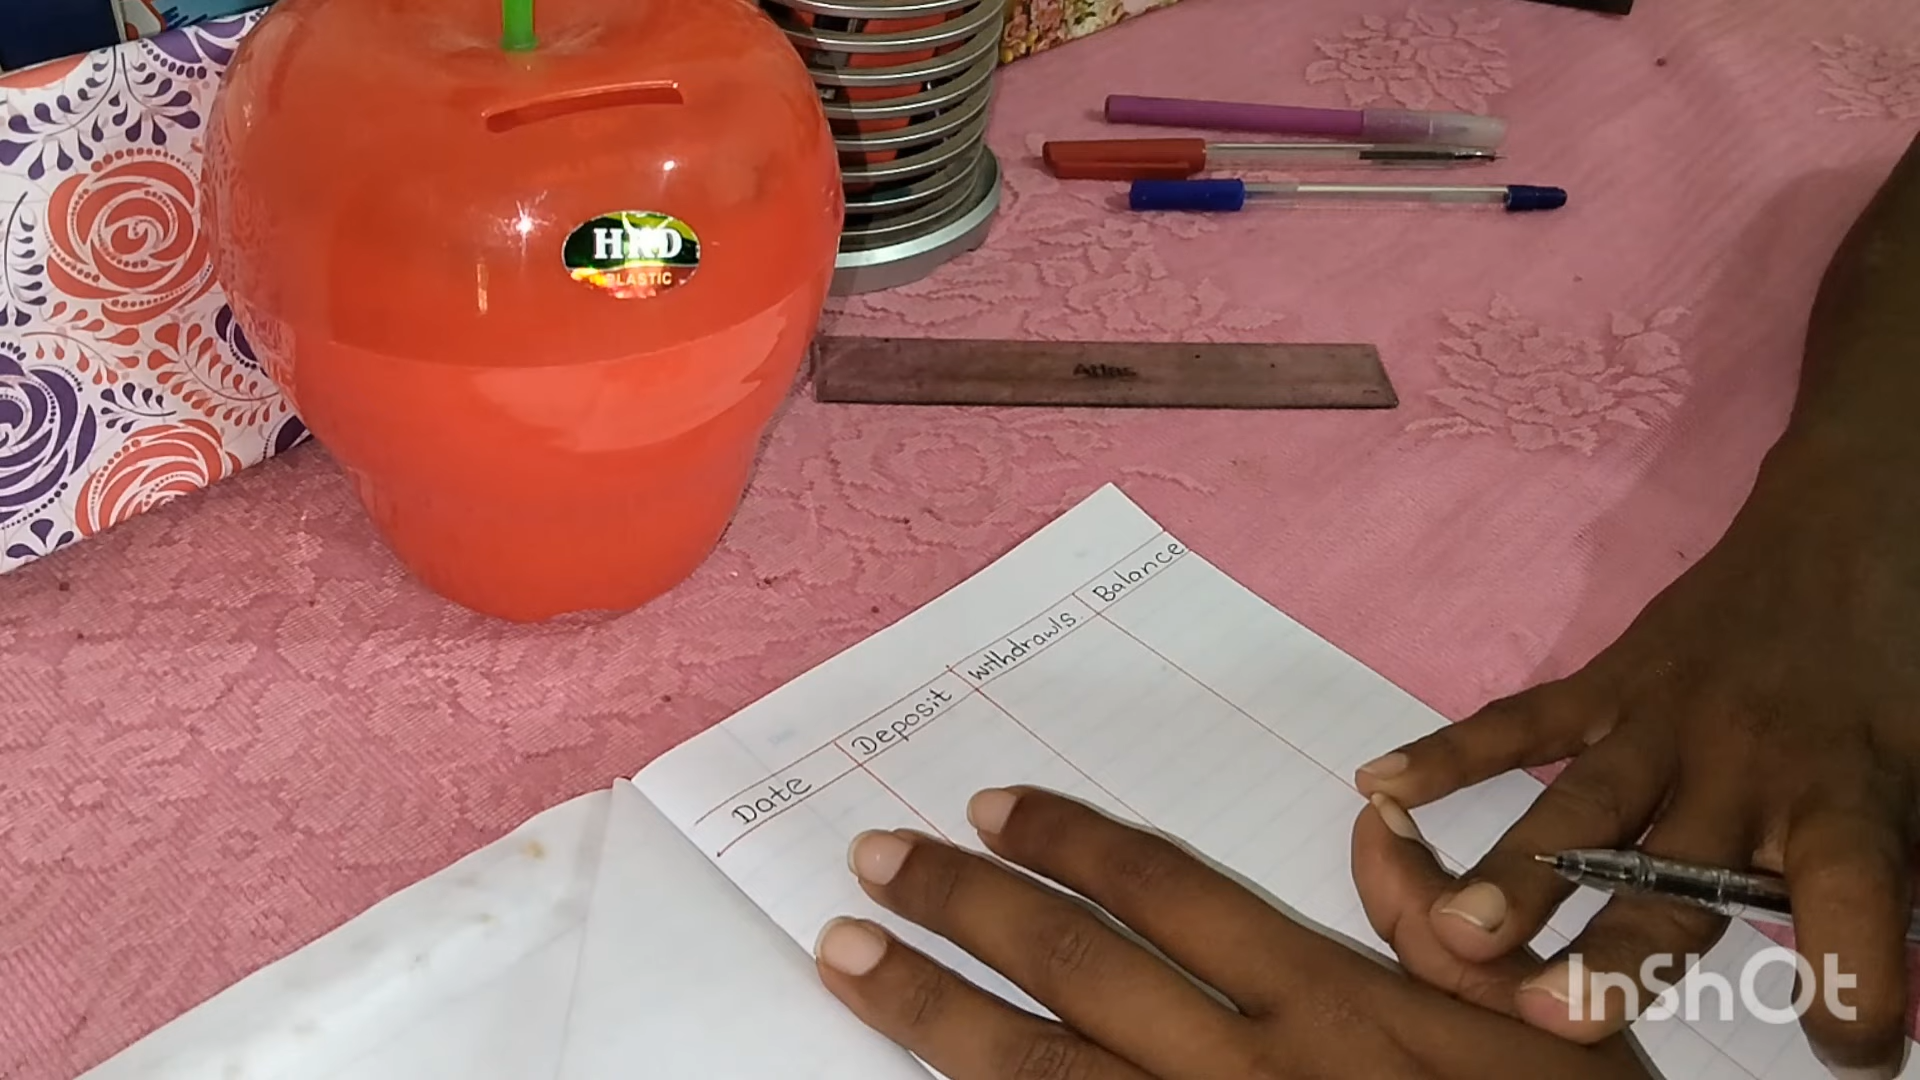 HRD
PLASTIC
Atlas
Date Deposit withdrawls. Balance
InShOt